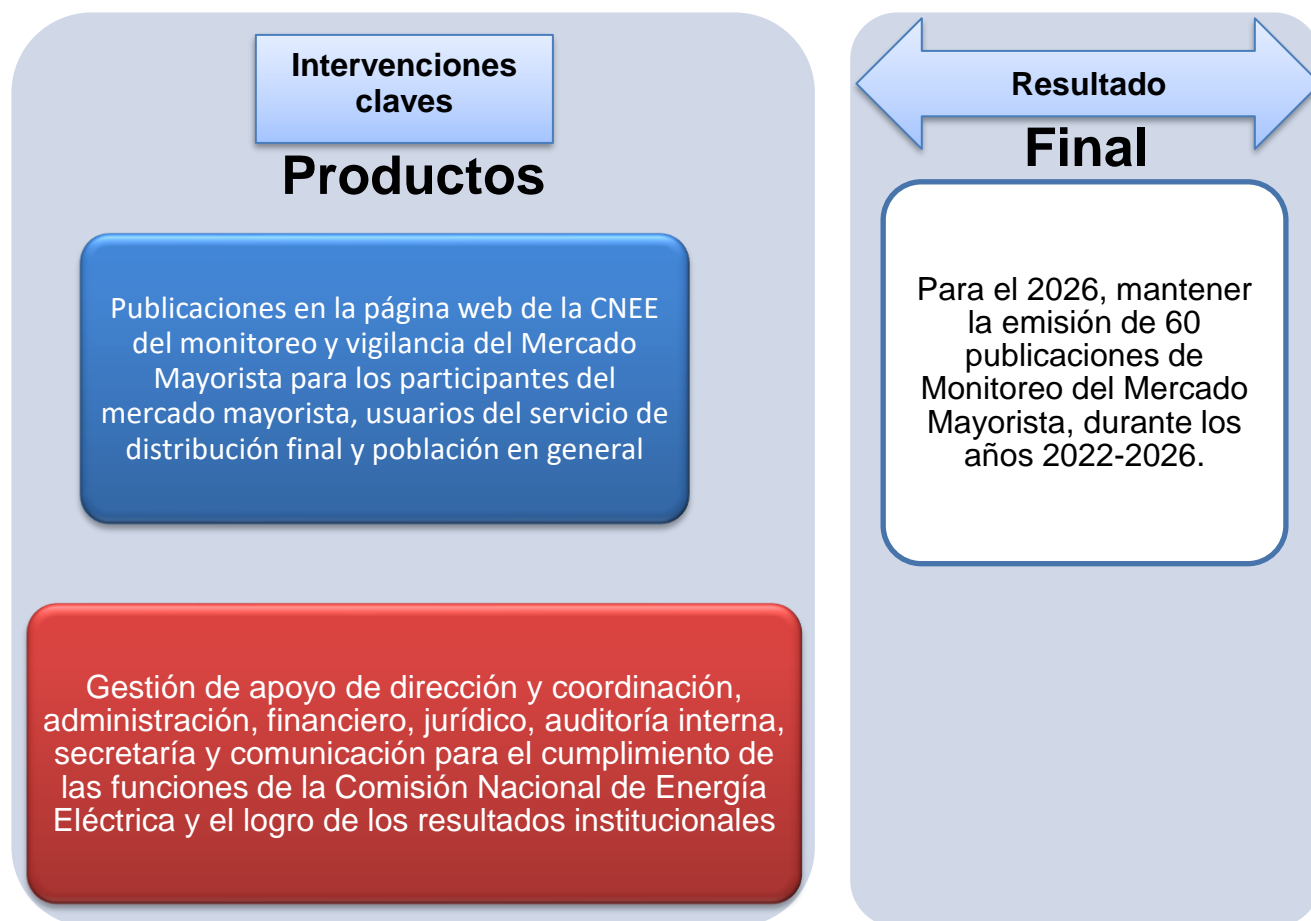 Intervenciones
claves
Productos
Publicaciones en la página web de la CNEE
del monitoreo y vigilancia del Mercado
Mayorista para los participantes del
mercado mayorista, usuarios del servicio de
distribución final y población en general
Gestión de apoyo de dirección y coordinación,
administración, financiero, jurídico, auditoría interna,
secretaría y comunicación para el cumplimiento de
las funciones de la Comisión Nacional de Energía
Eléctrica y el logro de los resultados institucionales
Resultado
Final
Para el 2026, mantener
la emisión de 60
publicaciones de
Monitoreo del Mercado
Mayorista, durante los
años 2022-2026.